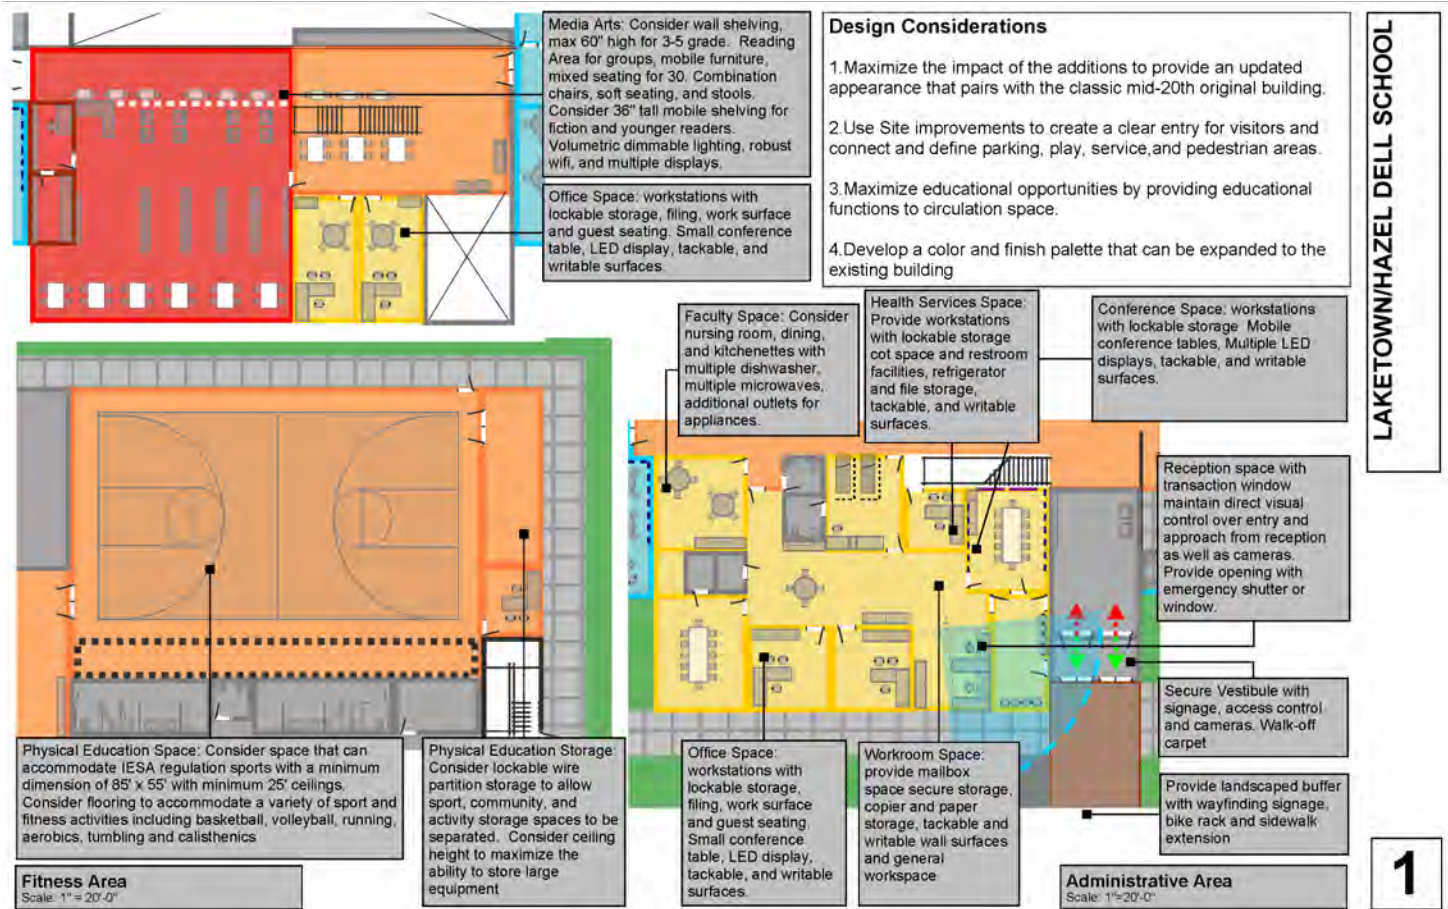 Media Arts: Consider wall shelving,
max 60" high for 3-5 grade.  Reading
Area for groups, mobile furniture,
mixed seating for 30. Combination
chairs, soft seating, and stools.
Consider 36" tall mobile shelving for
fiction and younger readers.
Volumetric dimmable lighting, robust
wifi, and multiple displays.
Office Space: workstations with
lockable storage, filing, work surface
and guest seating. Small conference
table, LED display, tackable, and
writable surfaces.
Design Considerations
1.Maximize the impact of the additions to provide an updated
appearance that pairs with the classic mid-20th original building.
2.Use Site improvements to create a clear entry for visitors and
connect and define parking, play, service,and pedestrian areas.
3.Maximize educational opportunities by providing educational
functions to circulation space.
4.Develop a color and finish palette that can be expanded to the
existing building
LAKETOWN/HAZEL DELL SCHOOL
Faculty Space: Consider
nursing room, dining,
and kitchenettes with
multiple dishwasher,
multiple microwaves,
additional outlets for
appliances.
Health Services Space:
Provide workstations
with lockable storage
cot space and restroom
facilities, refrigerator
and file storage,
tackable, and writable
surfaces.
Conference Space: workstations
with lockable storage  Mobile
conference tables, Multiple LED
displays, tackable, and writable
surfaces.
Reception space with
transaction window
maintain direct visual
control over entry and
approach from reception
as well as cameras.
Provide opening with
emergency shutter or
window.
Secure Vestibule with
signage, access control
and cameras. Walk-off
carpet
Provide landscaped buffer
with wayfinding signage,
bike rack and sidewalk
extension
Physical Education Space: Consider space that can
accommodate IESA regulation sports with a minimum
dimension of 85' x 55' with minimum 25' ceilings.
Consider flooring to accommodate a variety of sport and
fitness activities including basketball, volleyball, running,
aerobics, tumbling and calisthenics
Physical Education Storage:
Consider lockable wire
partition storage to allow
sport, community, and
activity storage spaces to be
separated.  Consider ceiling
height to maximize the
ability to store large
equipment
Office Space:
workstations with
lockable storage,
filing, work surface
and guest seating.
Small conference
table, LED display,
tackable, and writable
surfaces.
Workroom Space:
provide mailbox
space secure storage,
copier and paper
storage, tackable and
writable wall surfaces
and general
workspace
Fitness Area
Scale: 1" = 20'-0"
Administrative Area
Scale: 1"=20'-0"
1